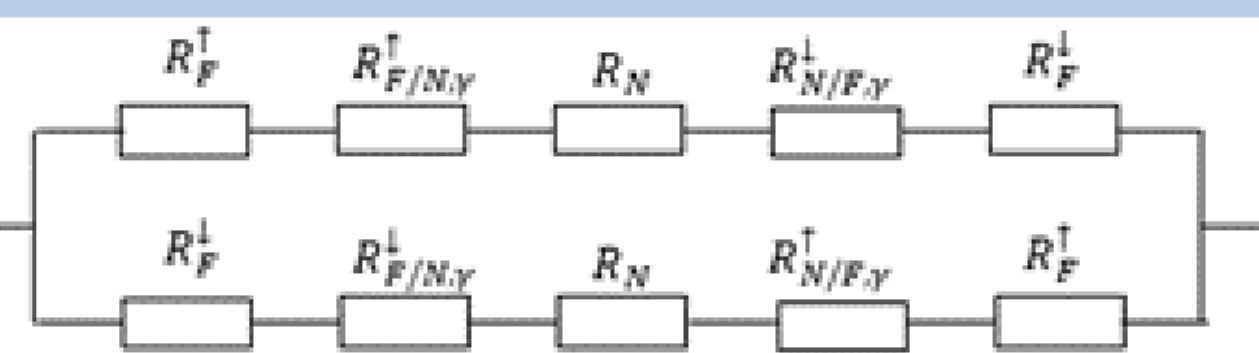 R_F^↑ R_{F/N,γ}^↑ R_N R_{N/F,γ}^↓ R_F^↓
R_F^↓ R_{F/N,γ}^↓ R_N R_{N/F,γ}^↑ R_F^↑